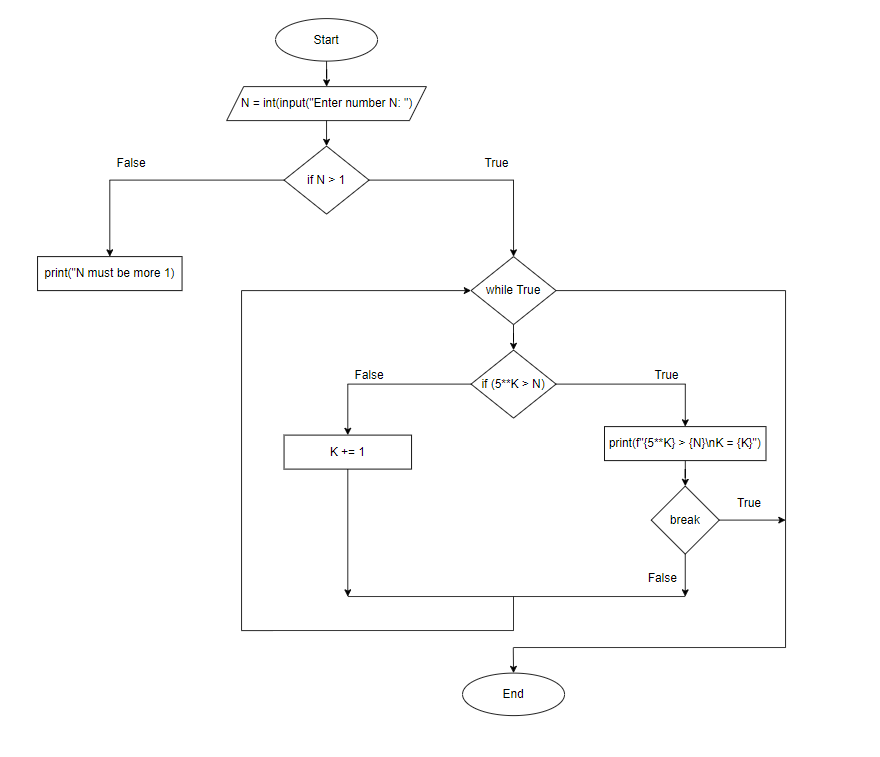 Start
N = int(input("Enter number N: ")
False
True
if N > 1
print("N must be more 1)
while True
False
True
if (5**K > N)
print(f"{5**K} > {N}\nK = {K}")
K += 1
True
break
False
End